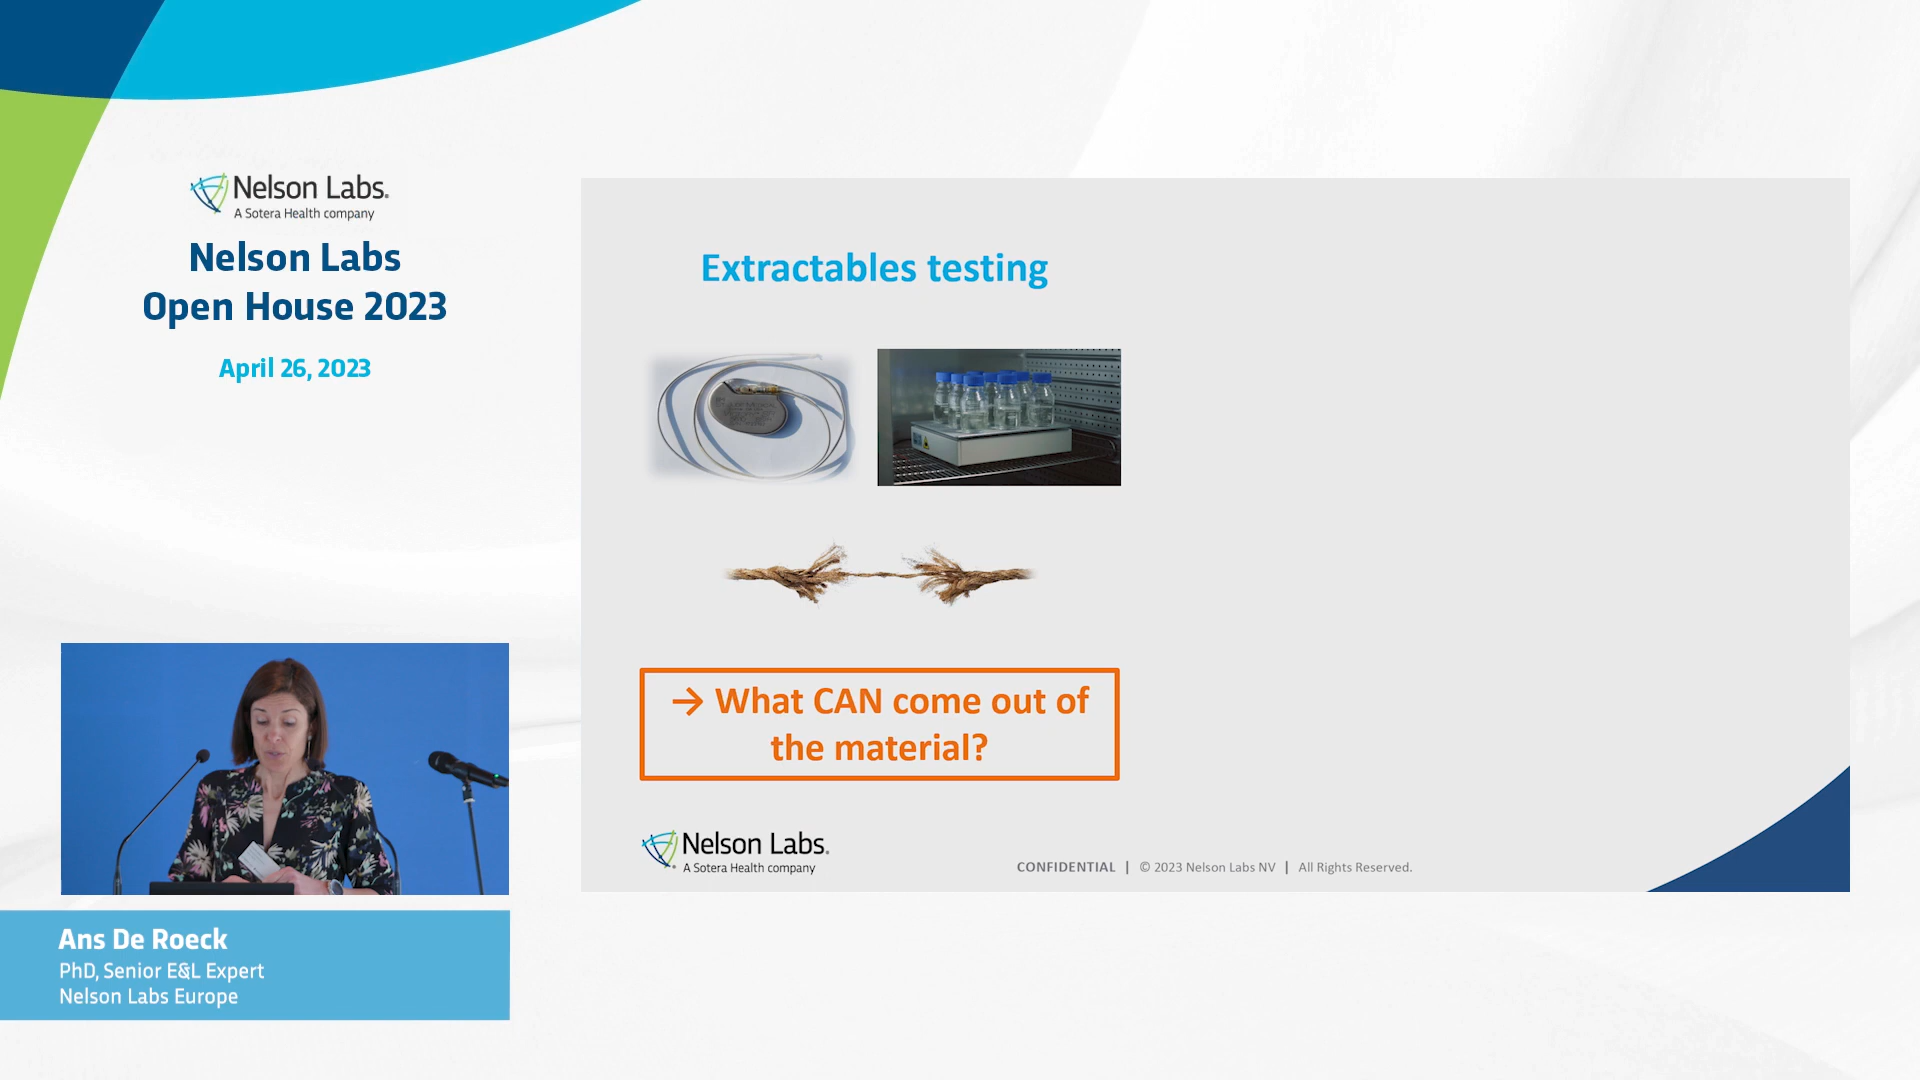 Nelson Labs.
A Sotera Health company
Nelson Labs
Open House 2023
April 26, 2023
Extractables testing
→ What CAN come out of
the material?
Nelson Labs.
A Sotera Health company
CONFIDENTIAL | © 2023 Nelson Labs NV | All Rights Reserved.
Ans De Roeck
PhD, Senior E&L Expert
Nelson Labs Europe